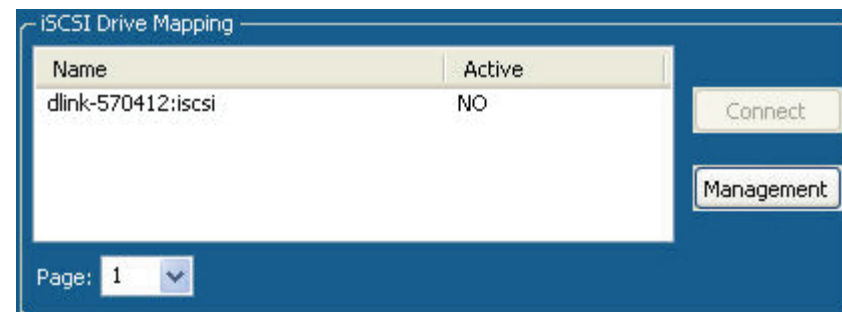 iSCSI Drive Mapping
Name Active
dlink-570412:iscsi NO
Connect
Management
Page: 1